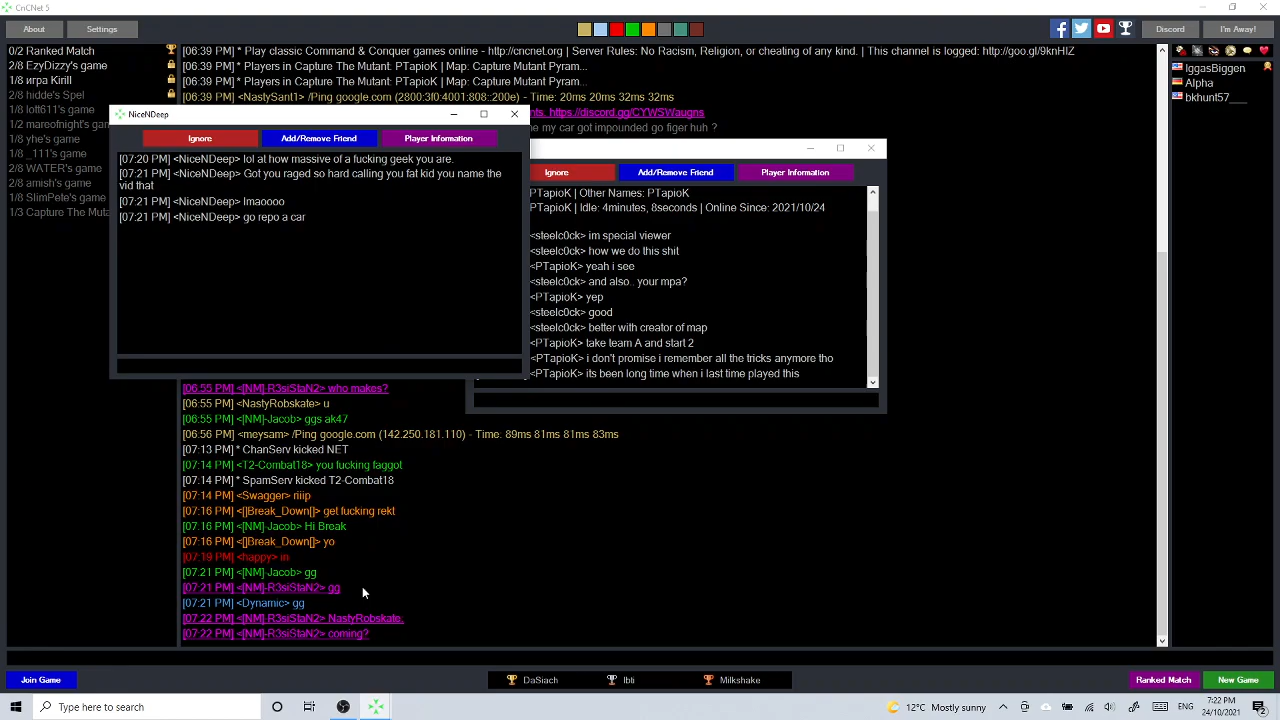 CnCNet 5
About
Settings
Discord
I'm Away!
0/2 Ranked Match
2/8 EzyDizzy's game
1/8 игра Kirill
2/8 hidde's Spel
1/8 loft611's game
1/2 mareofnight's gam
1/8 yhe's game
1/8 _111's game
2/8 WATER's game
2/8 amish's game
1/8 SlimPete's game
1/3 Capture The Muta
[06:39 PM] * Play classic Command & Conquer games online - http://cncnet.org | Server Rules: No Racism, Religion, or cheating of any kind. | This channel is logged: http://goo.gl/9knHIZ
[06:39 PM] * Players in Capture The Mutant: PTapioK | Map: Capture Mutant Pyram...
[06:39 PM] * Players in Capture The Mutant: PTapioK | Map: Capture Mutant Pyram...
[06:39 PM] <NastySant1> /Ping google.com (2800:3f0:4001:808::200e) - Time: 20ms 20ms 32ms 32ms
nts. https://discord.gg/CYWSWaugns
me my car got impounded go figer huh ?
NiceNDeep
Ignore
Add/Remove Friend
Player Information
[07:20 PM] <NiceNDeep> lol at how massive of a fucking geek you are.
[07:21 PM] <NiceNDeep> Got you raged so hard calling you fat kid you name the
vid that
[07:21 PM] <NiceNDeep> lmaoooo
[07:21 PM] <NiceNDeep> go repo a car
Ignore
Add/Remove Friend
Player Information
PTapioK | Other Names: PTapioK
PTapioK | Idle: 4minutes, 8seconds | Online Since: 2021/10/24
<steelc0ck> im special viewer
<steelc0ck> how we do this shit
<PTapioK> yeah i see
<steelc0ck> and also.. your mpa?
<PTapioK> yep
<steelc0ck> good
<steelc0ck> better with creator of map
<PTapioK> take team A and start 2
<PTapioK> i don't promise i remember all the tricks anymore tho
<PTapioK> its been long time when i last time played this
[06:55 PM] <[NM]-R3siStaN2> who makes?
[06:55 PM] <NastyRobskate> u
[06:55 PM] <[NM]-Jacob> ggs ak47
[06:56 PM] <meysam> /Ping google.com (142.250.181.110) - Time: 89ms 81ms 81ms 83ms
[07:13 PM] * ChanServ kicked NET
[07:14 PM] <T2-Combat18> you fucking faggot
[07:14 PM] * SpamServ kicked T2-Combat18
[07:14 PM] <Swagger> riiip
[07:16 PM] <[]Break_Down[]> get fucking rekt
[07:16 PM] <[NM]-Jacob> Hi Break
[07:16 PM] <[]Break_Down[]> yo
[07:19 PM] <happy> in
[07:21 PM] <[NM]-Jacob> gg
[07:21 PM] <[NM]-R3siStaN2> gg
[07:21 PM] <Dynamic> gg
[07:22 PM] <[NM]-R3siStaN2> NastyRobskate.
[07:22 PM] <[NM]-R3siStaN2> coming?
IggasBiggen
Alpha
bkhunt57___
Join Game
DaSiach
Ibti
Milkshake
Ranked Match
New Game
Type here to search
12°C Mostly sunny
ENG
7:22 PM
24/10/2021
2